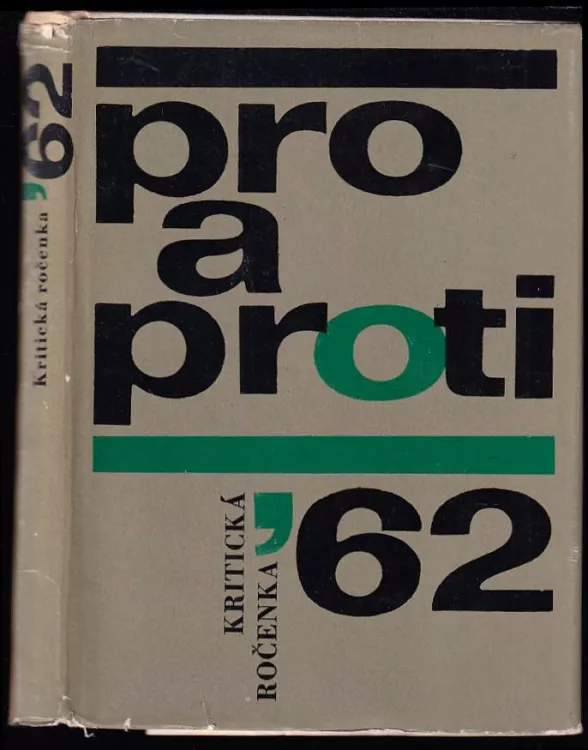 Kritická ročenka '62
pro
a
proti
KRITICKÁ
ROČENKA
'62